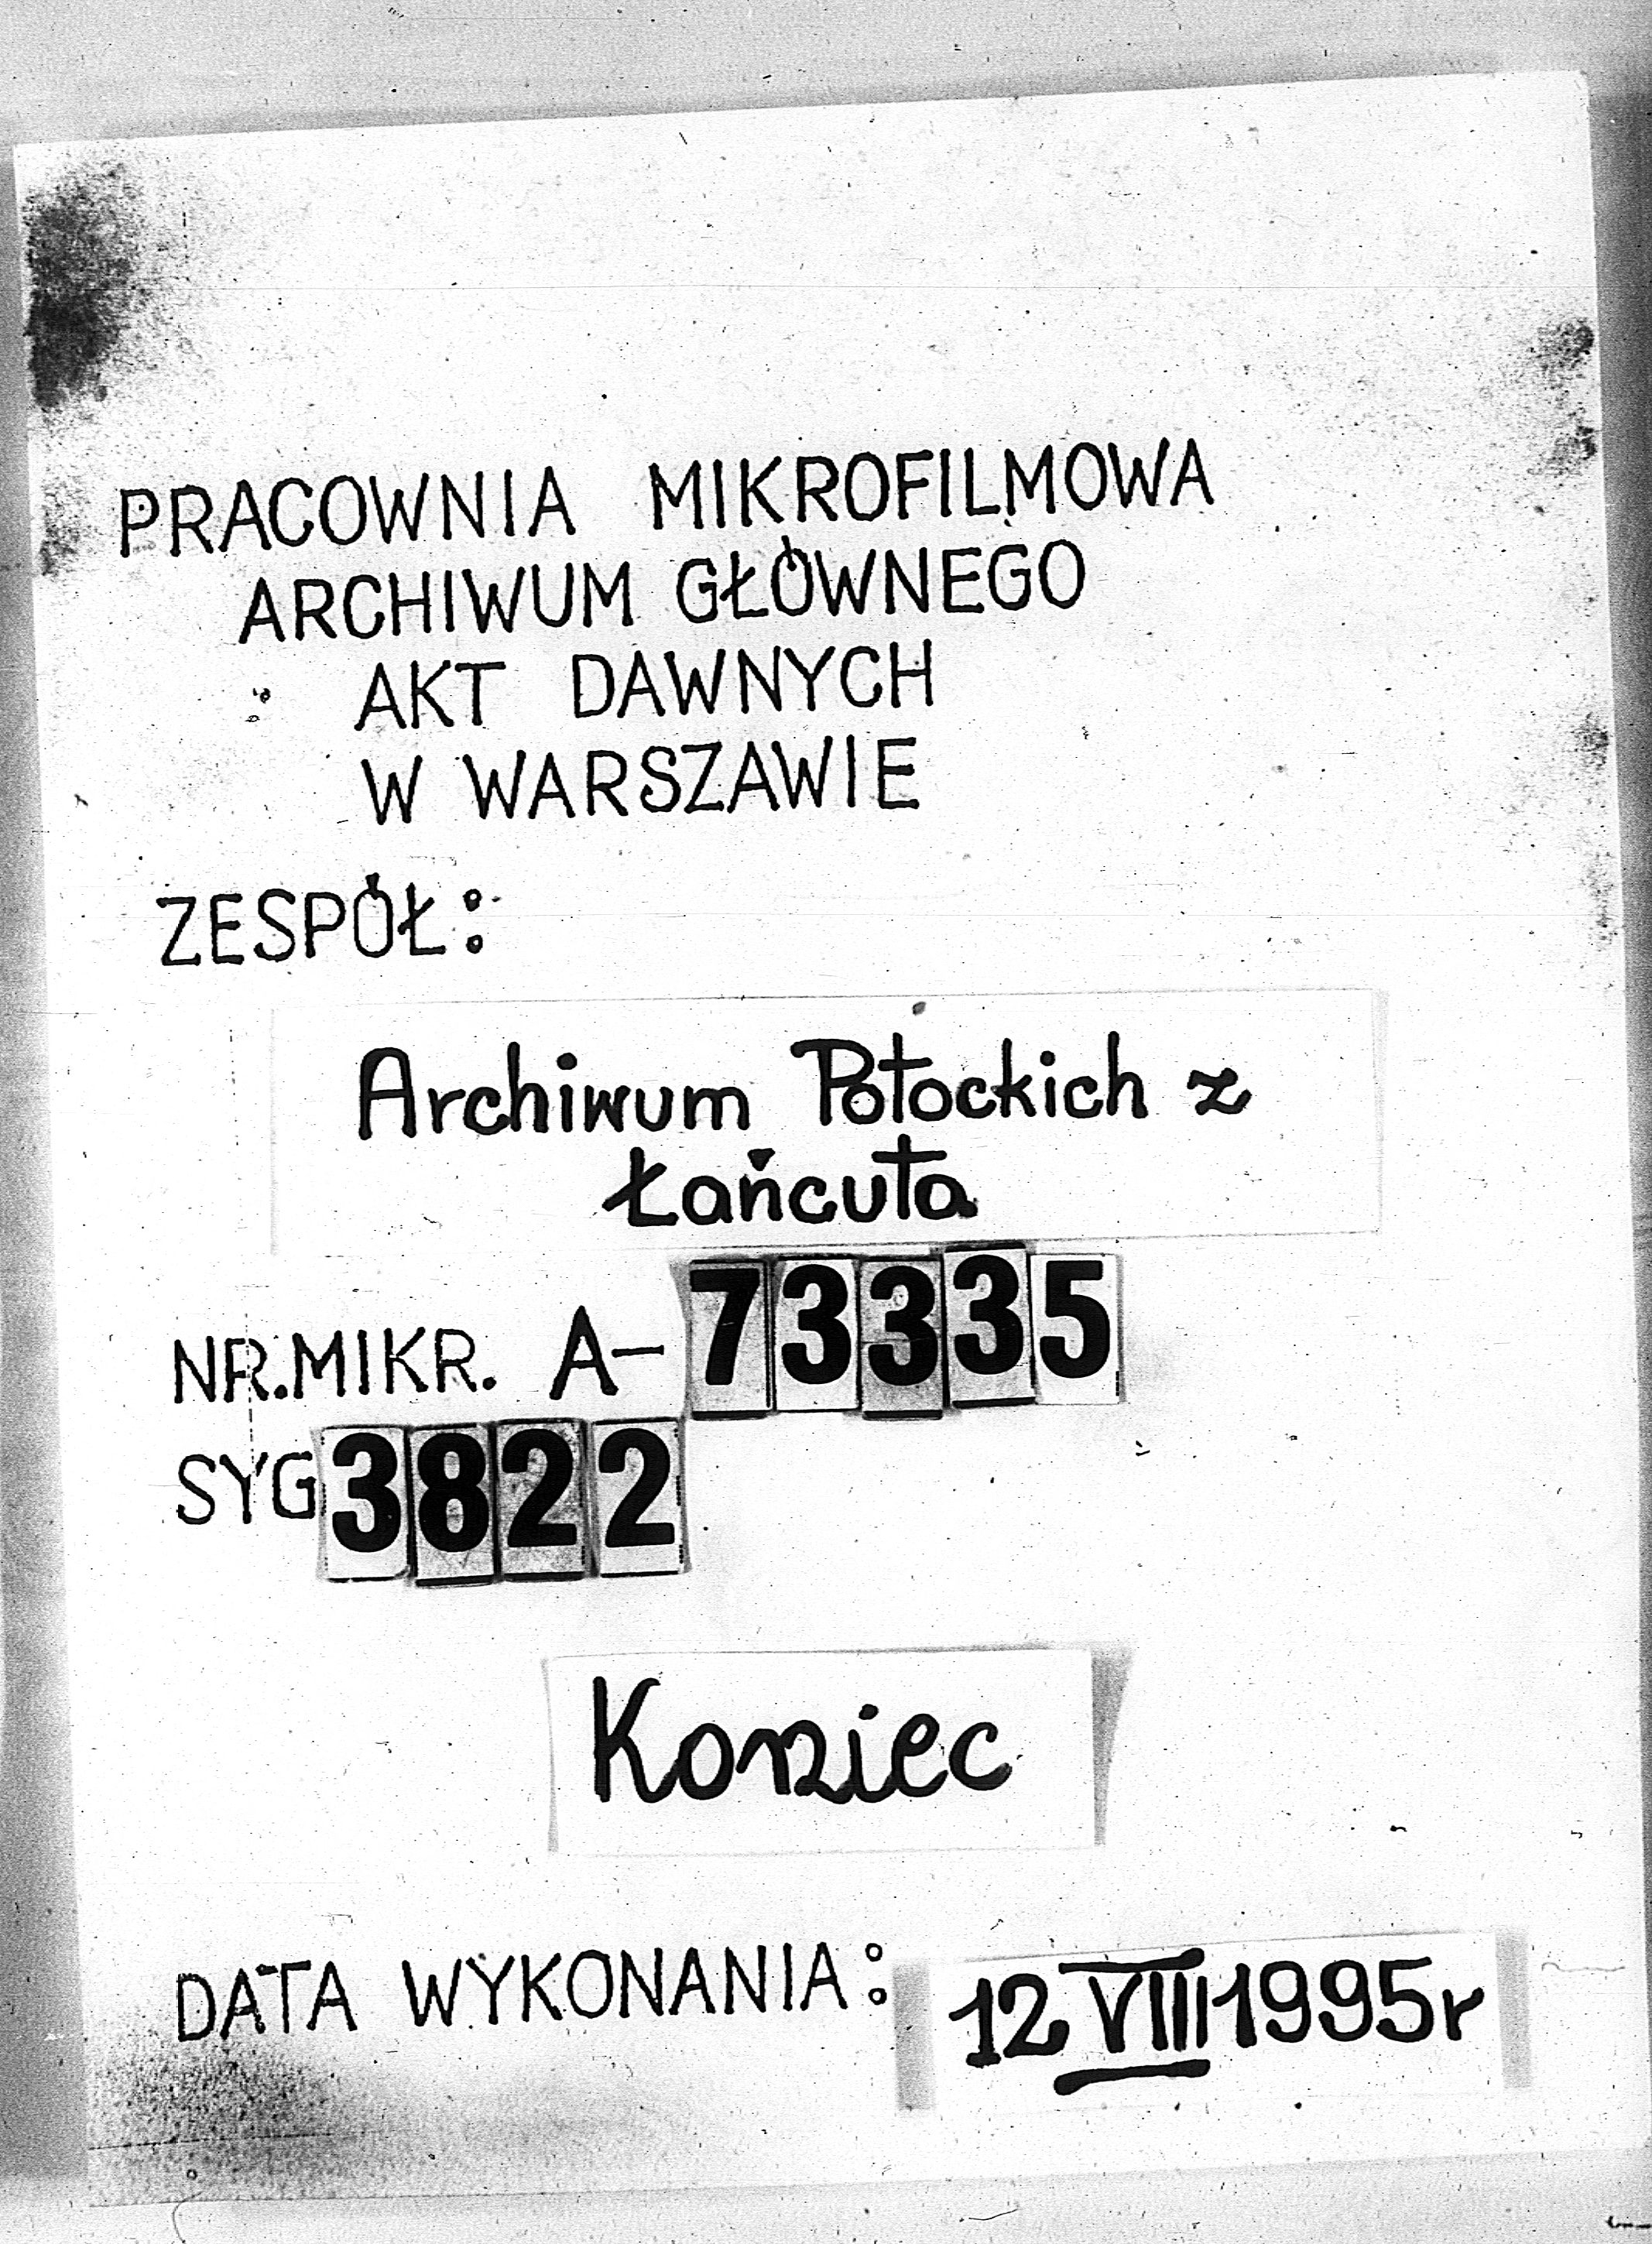 PRACOWNIA MIKROFILMOWA
ARCHIWUM GŁÓWNEGO
AKT DAWNYCH
W WARSZAWIE
ZESPÓŁ:
Archiwum Potockich z
Łańcuta
NR.MIKR. A-73335
SYG 3822
Koniec
DATA WYKONANIA: 12 VIII 1995r